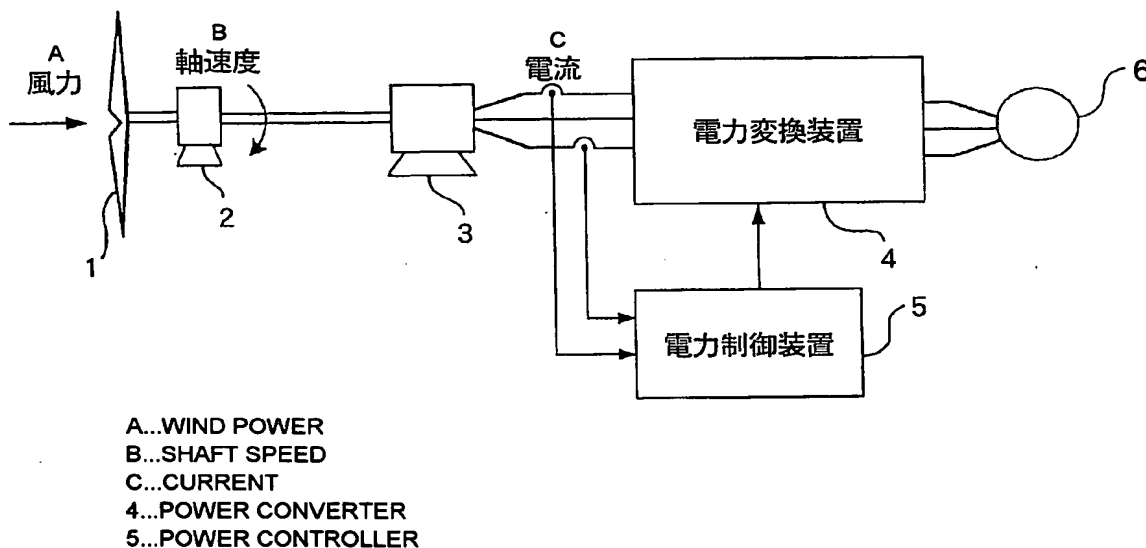 A
風力
B
軸速度
C
電流
電力変換装置
6
1
2
3
4
電力制御装置
5
A...WIND POWER
B...SHAFT SPEED
C...CURRENT
4...POWER CONVERTER
5...POWER CONTROLLER